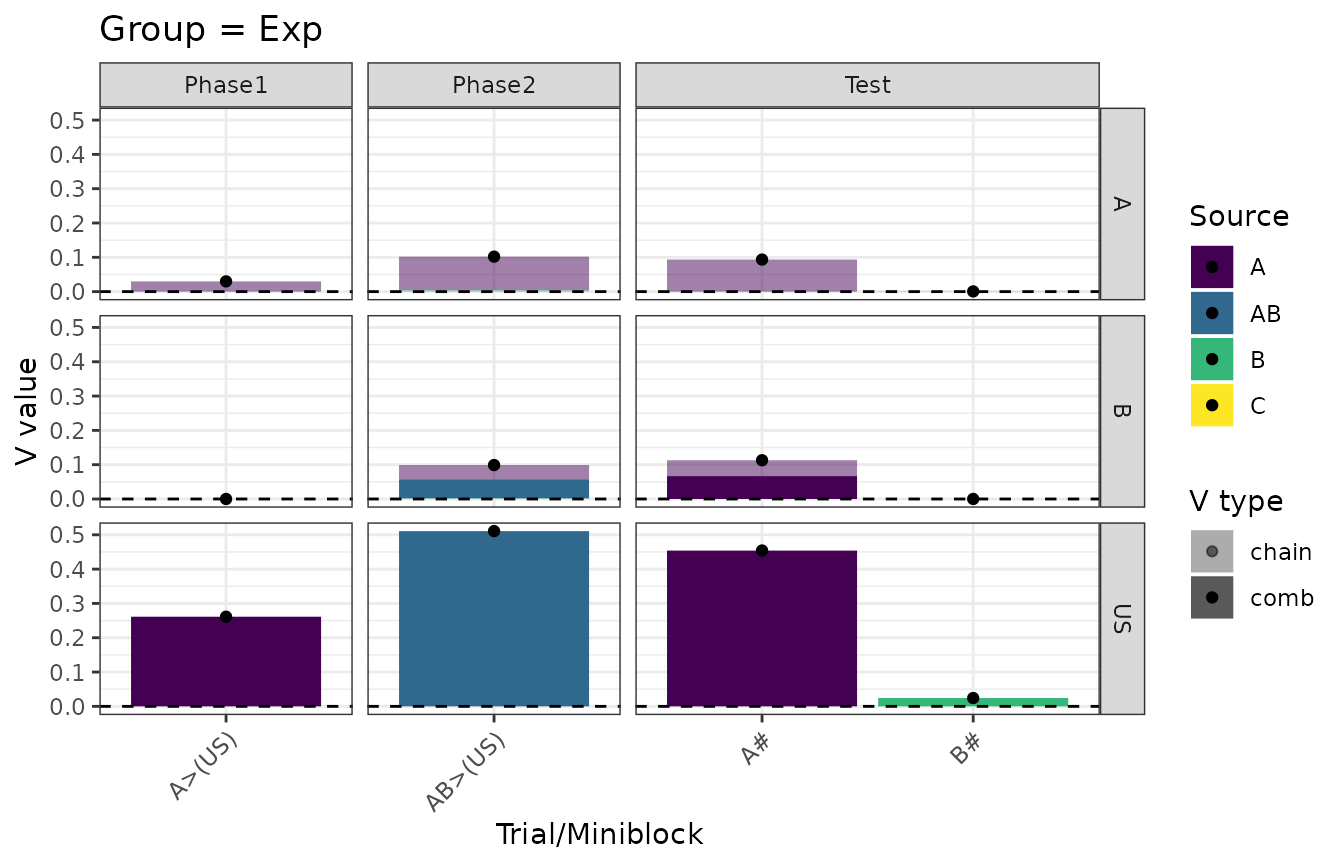 Group = Exp
Phase1 Phase2 Test
0.5
0.4
0.3
0.2
0.1
0.0
A
0.5
0.4
0.3
0.2
0.1
0.0
B
0.5
0.4
0.3
0.2
0.1
0.0
US
V value
A>(US) AB>(US) A# B#
Trial/Miniblock
Source
A
AB
B
C
V type
chain
comb